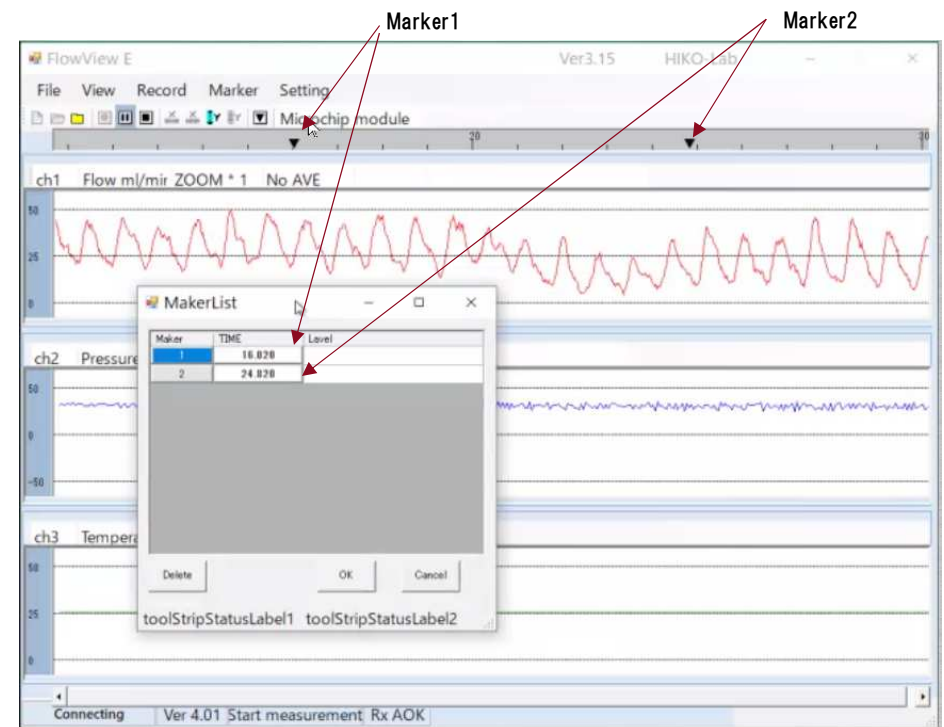 Marker1 Marker2
FlowView E Ver3.15 HIKO-Lab
File View Record Marker Setting
Microchip module
20 30
ch1 Flow ml/mir ZOOM * 1 No AVE
50
25
0
MakerList
Maker TIME Level
1 16.820
2 24.820
ch2 Pressure
50
0
-50
ch3 Tempera
50
25
0
Delete OK Cancel
toolStripStatusLabel1 toolStripStatusLabel2
Connecting Ver 4.01 Start measurement Rx AOK